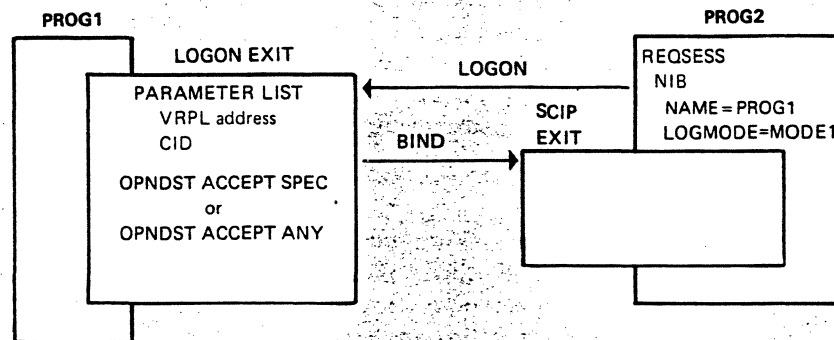 PROG1
PROG2
LOGON EXIT
PARAMETER LIST
VRPL address
CID
OPNDST ACCEPT SPEC
or
OPNDST ACCEPT ANY
LOGON
BIND
SCIP
EXIT
REQSESS
NIB
NAME=PROG1
LOGMODE=MODE1